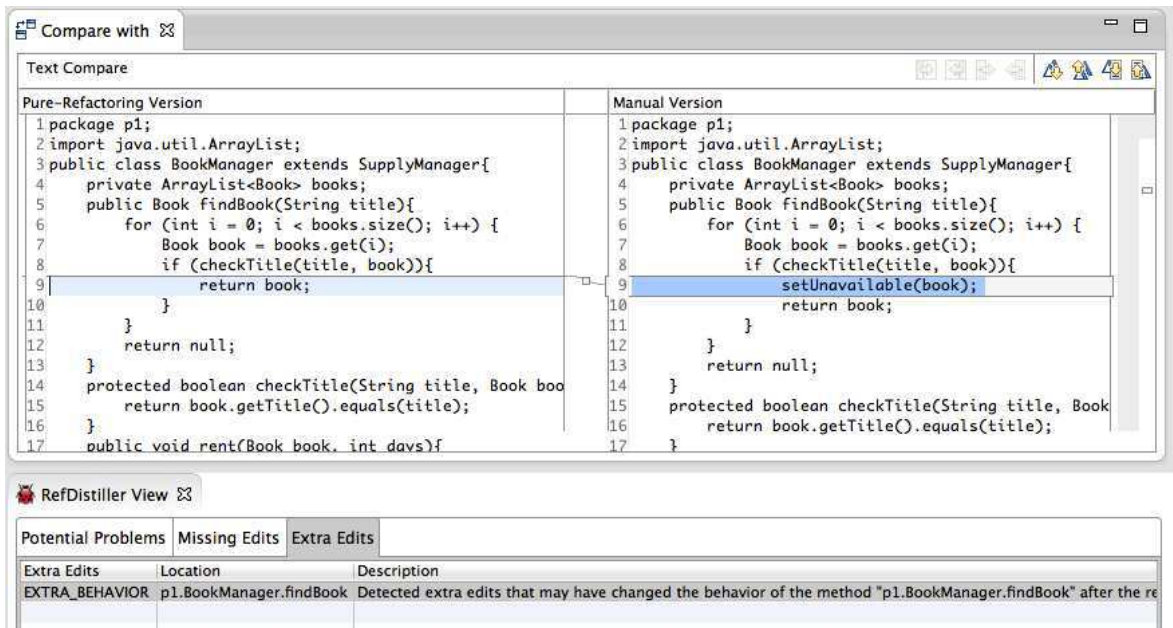 Compare with
Text Compare
Pure-Refactoring Version
1 package p1;
2 import java.util.ArrayList;
3 public class BookManager extends SupplyManager{
4 private ArrayList<Book> books;
5 public Book findBook(String title){
6 for (int i = 0; i < books.size(); i++) {
7 Book book = books.get(i);
8 if (checkTitle(title, book)){
9 return book;
10 }
11 }
12 return null;
13 }
14 protected boolean checkTitle(String title, Book boo
15 return book.getTitle().equals(title);
16 }
17 public void rent(Book book, int days){
Manual Version
1 package p1;
2 import java.util.ArrayList;
3 public class BookManager extends SupplyManager{
4 private ArrayList<Book> books;
5 public Book findBook(String title){
6 for (int i = 0; i < books.size(); i++) {
7 Book book = books.get(i);
8 if (checkTitle(title, book)){
9 setUnavailable(book);
10 return book;
11 }
12 }
13 return null;
14 }
15 protected boolean checkTitle(String title, Book
16 return book.getTitle().equals(title);
17 }
RefDistiller View
Potential Problems Missing Edits Extra Edits
Extra Edits Location Description
EXTRA_BEHAVIOR p1.BookManager.findBook Detected extra edits that may have changed the behavior of the method "p1.BookManager.findBook" after the re